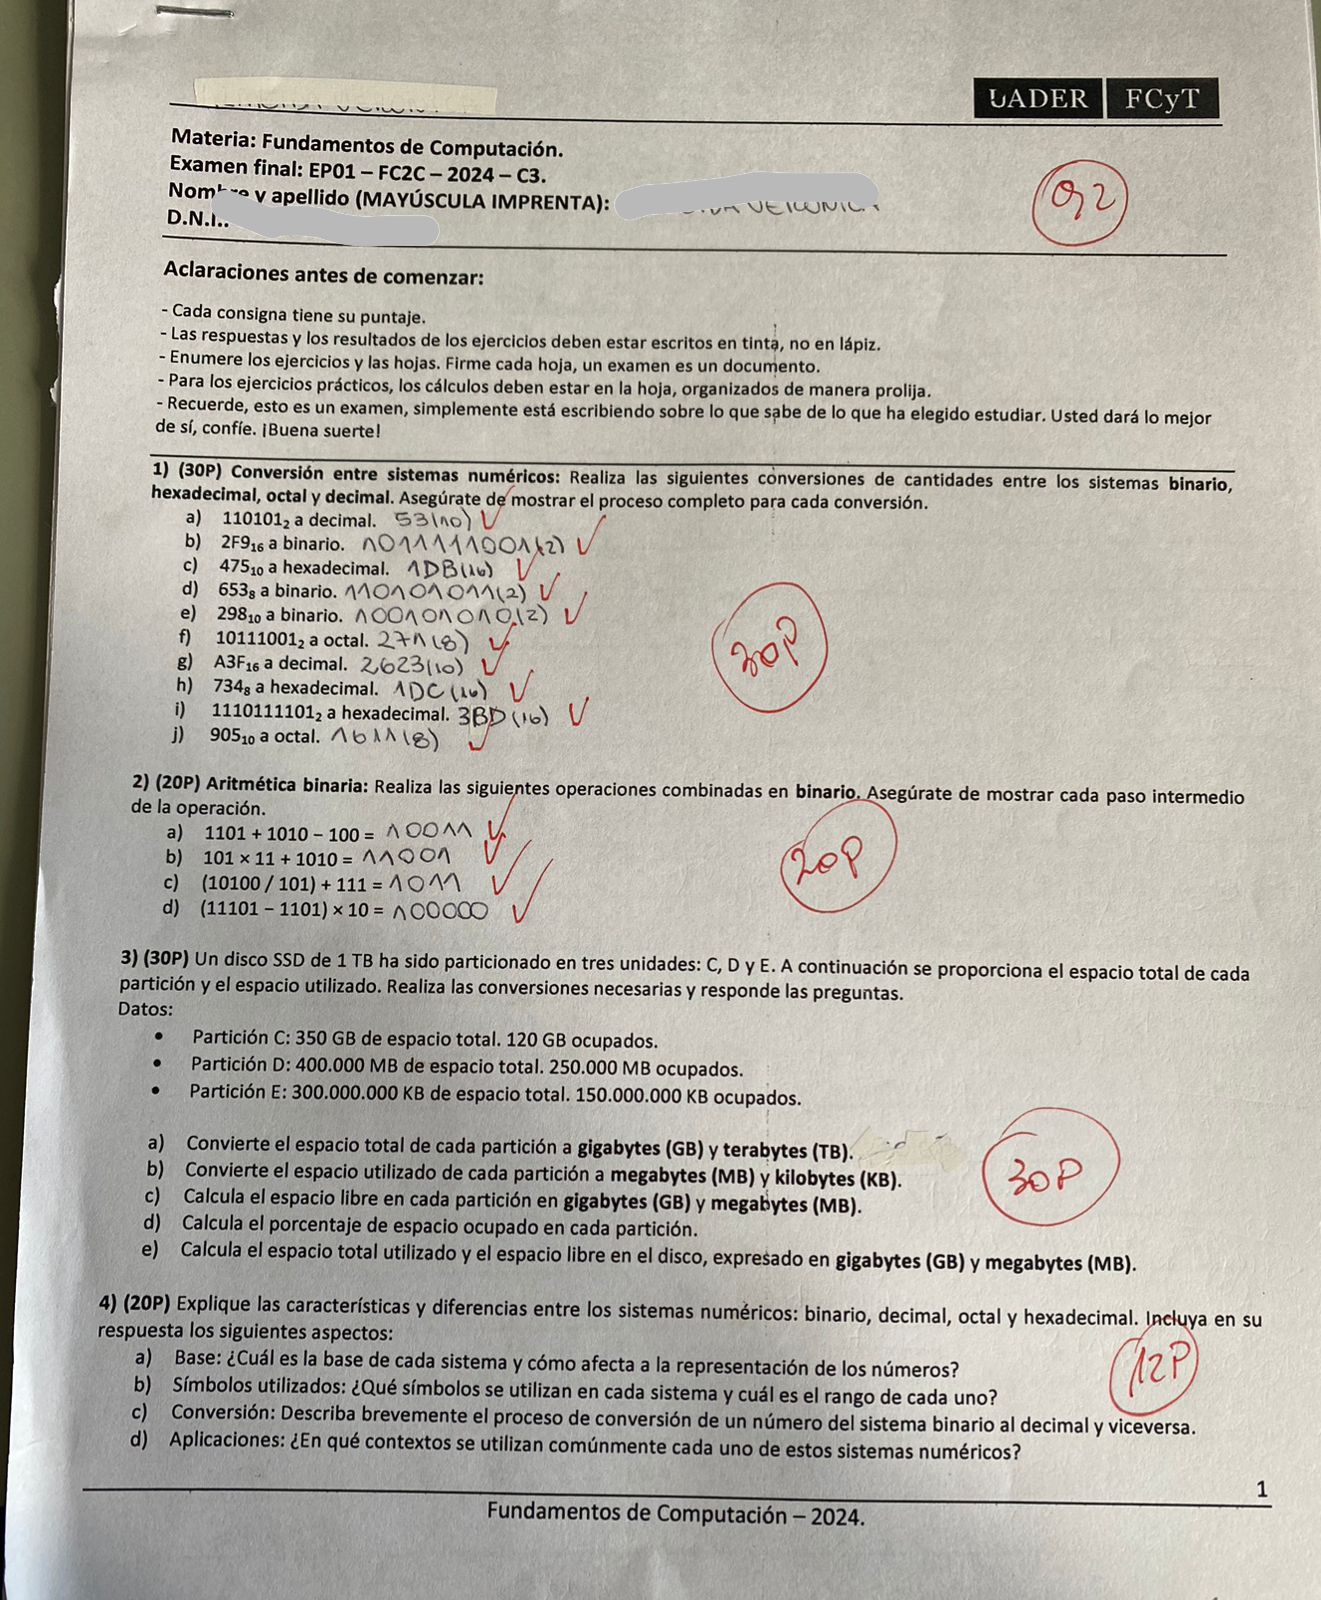 UADER FCyT
Materia: Fundamentos de Computación.
Examen final: EP01 – FC2C – 2024 – C3.
Nombre y apellido (MAYÚSCULA IMPRENTA):
D.N.I.:
92
Aclaraciones antes de comenzar:
- Cada consigna tiene su puntaje.
- Las respuestas y los resultados de los ejercicios deben estar escritos en tinta, no en lápiz.
- Enumere los ejercicios y las hojas. Firme cada hoja, un examen es un documento.
- Para los ejercicios prácticos, los cálculos deben estar en la hoja, organizados de manera prolija.
- Recuerde, esto es un examen, simplemente está escribiendo sobre lo que sabe de lo que ha elegido estudiar. Usted dará lo mejor
de sí, confíe. ¡Buena suerte!
1) (30P) Conversión entre sistemas numéricos: Realiza las siguientes conversiones de cantidades entre los sistemas binario,
hexadecimal, octal y decimal. Asegúrate de mostrar el proceso completo para cada conversión.
a) 110101₂ a decimal. 53(10)
b) 2F9₁₆ a binario. 1011111001(2)
c) 475₁₀ a hexadecimal. 1DB(16)
d) 653₈ a binario. 110101011(2)
e) 298₁₀ a binario. 100101010(2)
f) 10111001₂ a octal. 271(8)
g) A3F₁₆ a decimal. 2623(10)
h) 734₈ a hexadecimal. 1DC(16)
i) 1110111101₂ a hexadecimal. 3BD(16)
j) 905₁₀ a octal. 1611(8)
30P
2) (20P) Aritmética binaria: Realiza las siguientes operaciones combinadas en binario. Asegúrate de mostrar cada paso intermedio
de la operación.
a) 1101 + 1010 – 100 = 10011
b) 101 × 11 + 1010 = 11001
c) (10100 / 101) + 111 = 1011
d) (11101 – 1101) × 10 = 100000
20P
3) (30P) Un disco SSD de 1 TB ha sido particionado en tres unidades: C, D y E. A continuación se proporciona el espacio total de cada
partición y el espacio utilizado. Realiza las conversiones necesarias y responde las preguntas.
Datos:
• Partición C: 350 GB de espacio total. 120 GB ocupados.
• Partición D: 400.000 MB de espacio total. 250.000 MB ocupados.
• Partición E: 300.000.000 KB de espacio total. 150.000.000 KB ocupados.
a) Convierte el espacio total de cada partición a gigabytes (GB) y terabytes (TB).
b) Convierte el espacio utilizado de cada partición a megabytes (MB) y kilobytes (KB).
c) Calcula el espacio libre en cada partición en gigabytes (GB) y megabytes (MB).
d) Calcula el porcentaje de espacio ocupado en cada partición.
e) Calcula el espacio total utilizado y el espacio libre en el disco, expresado en gigabytes (GB) y megabytes (MB).
30P
4) (20P) Explique las características y diferencias entre los sistemas numéricos: binario, decimal, octal y hexadecimal. Incluya en su
respuesta los siguientes aspectos:
a) Base: ¿Cuál es la base de cada sistema y cómo afecta a la representación de los números?
b) Símbolos utilizados: ¿Qué símbolos se utilizan en cada sistema y cuál es el rango de cada uno?
c) Conversión: Describa brevemente el proceso de conversión de un número del sistema binario al decimal y viceversa.
d) Aplicaciones: ¿En qué contextos se utilizan comúnmente cada uno de estos sistemas numéricos?
12P
1
Fundamentos de Computación – 2024.